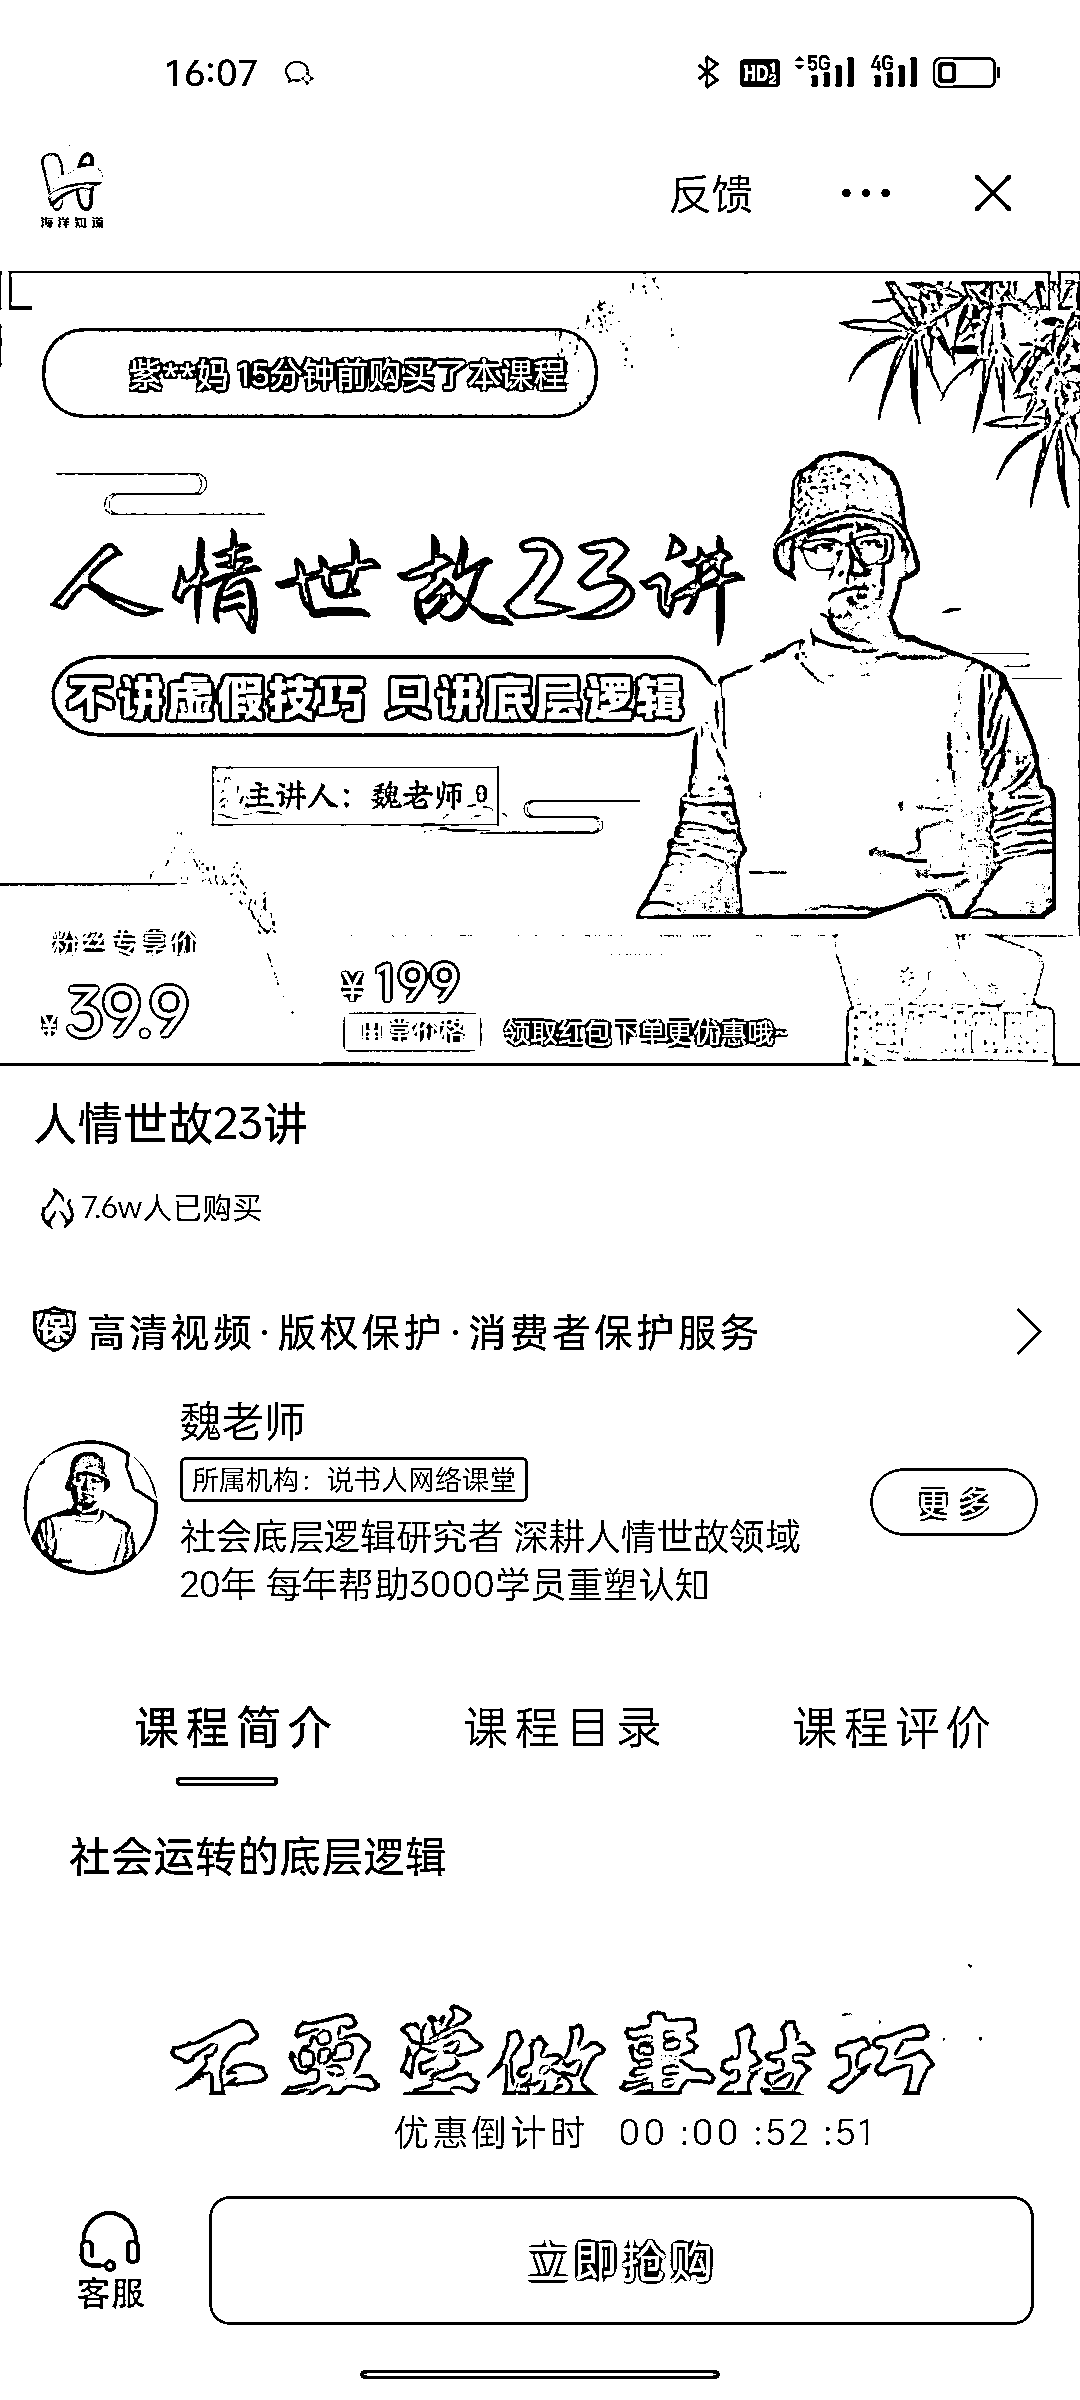 16:07
HD 1 2 5G 4G
海洋知道
反馈
紫**妈 15分钟前购买了本课程
人情世故23讲
不讲虚假技巧 只讲底层逻辑
主讲人：魏老师
粉丝专享价
¥39.9
¥199
日常价格
领取红包下单更优惠哦~
人情世故23讲
7.6w人已购买
保 高清视频·版权保护·消费者保护服务
魏老师
所属机构：说书人网络课堂
更多
社会底层逻辑研究者 深耕人情世故领域
20年 每年帮助3000学员重塑认知
课程简介
课程目录
课程评价
社会运转的底层逻辑
不要学做事技巧
优惠倒计时 00 :00 :52 :51
客服
立即抢购